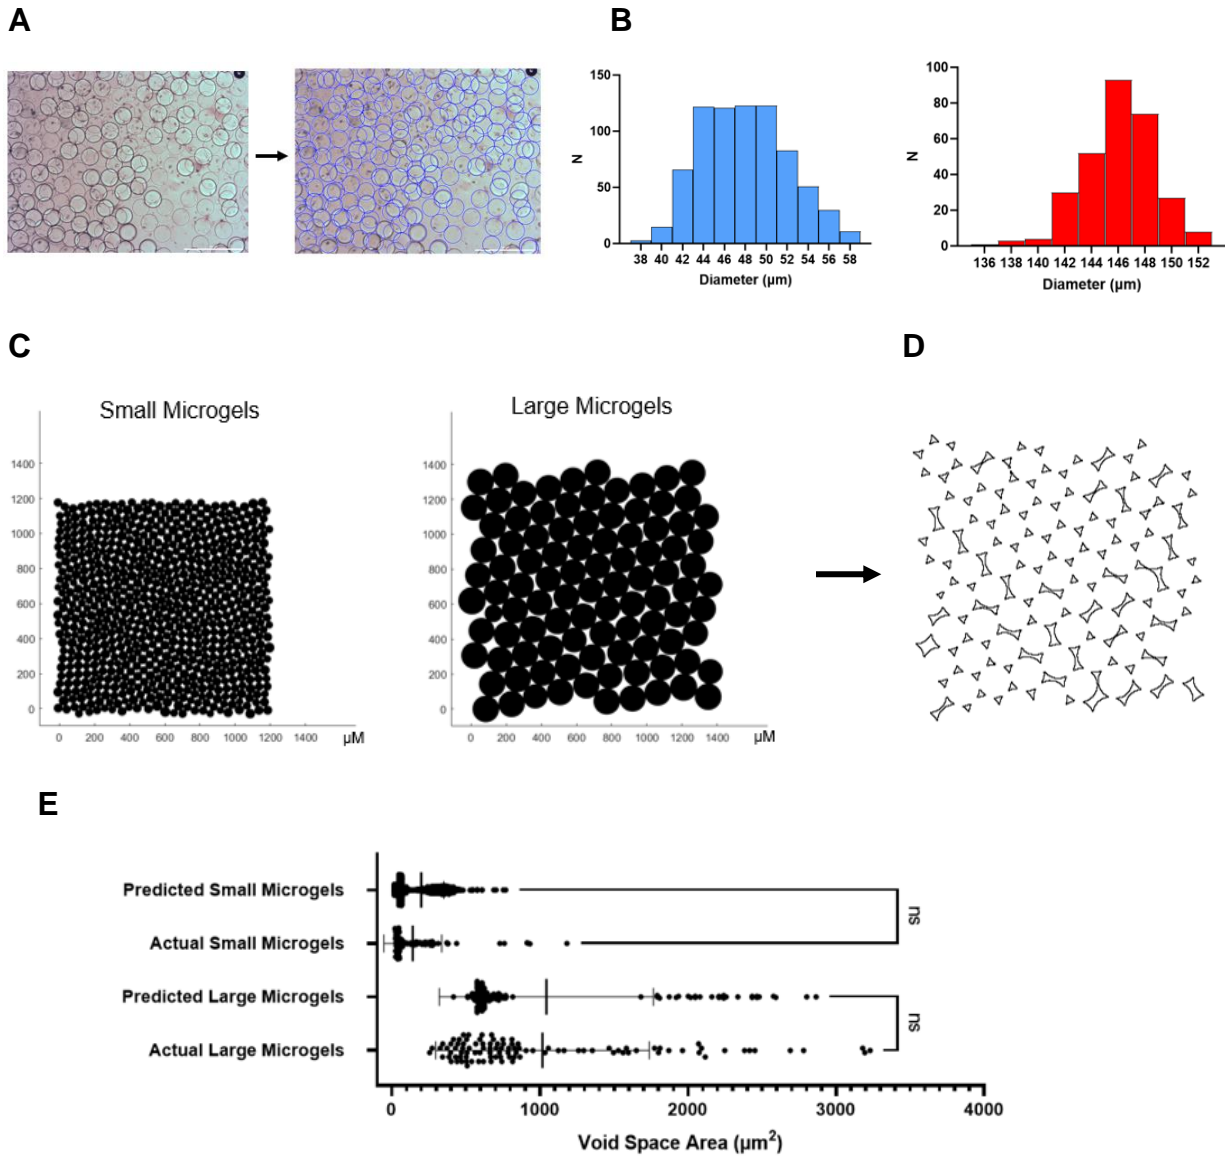 A
B
150
100
50
0
N
38 40 42 44 46 48 50 52 54 56 58
Diameter (µm)
100
80
60
40
20
0
N
136 138 140 142 144 146 148 150 152
Diameter (µm)
C
D
Small Microgels
1400
1200
1000
800
600
400
200
0
0 200 400 600 800 1000 1200 1400
µM
Large Microgels
1400
1200
1000
800
600
400
200
0
0 200 400 600 800 1000 1200 1400
µM
E
Predicted Small Microgels
Actual Small Microgels
Predicted Large Microgels
Actual Large Microgels
ns
ns
0 1000 2000 3000 4000
Void Space Area (µm²)